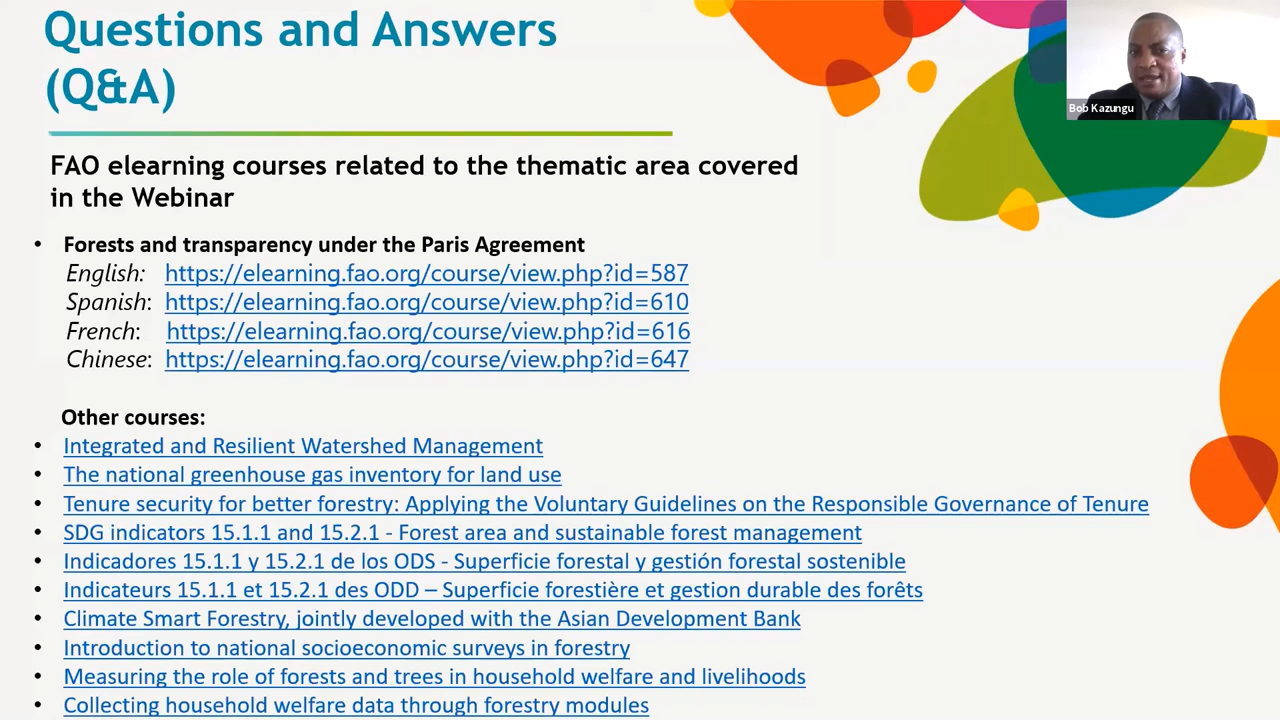 Questions and Answers
(Q&A)
Bob Kazungu
FAO elearning courses related to the thematic area covered
in the Webinar
• Forests and transparency under the Paris Agreement
English: https://elearning.fao.org/course/view.php?id=587
Spanish: https://elearning.fao.org/course/view.php?id=610
French: https://elearning.fao.org/course/view.php?id=616
Chinese: https://elearning.fao.org/course/view.php?id=647
Other courses:
• Integrated and Resilient Watershed Management
• The national greenhouse gas inventory for land use
• Tenure security for better forestry: Applying the Voluntary Guidelines on the Responsible Governance of Tenure
• SDG indicators 15.1.1 and 15.2.1 - Forest area and sustainable forest management
• Indicadores 15.1.1 y 15.2.1 de los ODS - Superficie forestal y gestión forestal sostenible
• Indicateurs 15.1.1 et 15.2.1 des ODD – Superficie forestière et gestion durable des forêts
• Climate Smart Forestry, jointly developed with the Asian Development Bank
• Introduction to national socioeconomic surveys in forestry
• Measuring the role of forests and trees in household welfare and livelihoods
• Collecting household welfare data through forestry modules